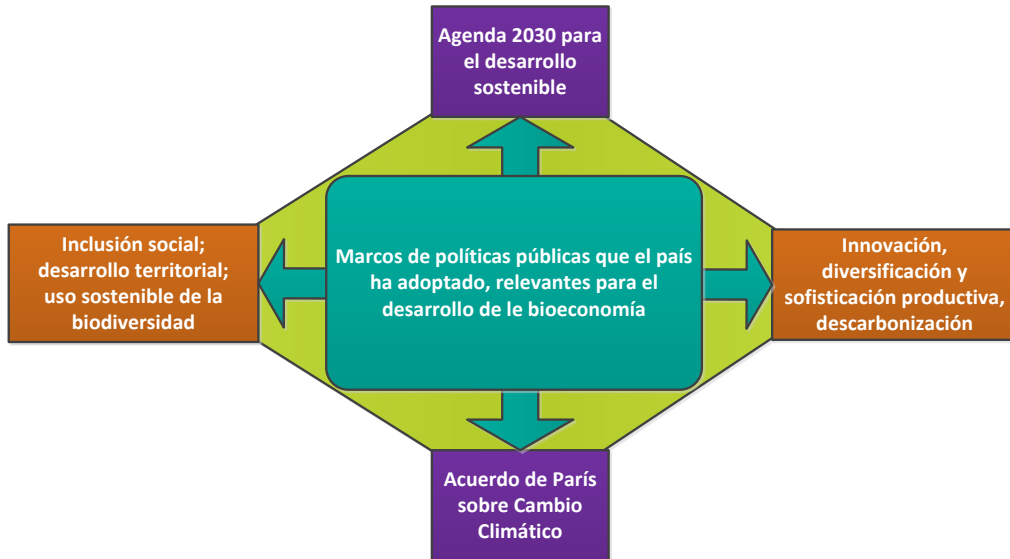 Agenda 2030 para
el desarrollo
sostenible
Inclusión social;
desarrollo territorial;
uso sostenible de la
biodiversidad
Marcos de políticas públicas que el país
ha adoptado, relevantes para el
desarrollo de le bioeconomía
Innovación,
diversificación y
sofisticación productiva,
descarbonización
Acuerdo de París
sobre Cambio
Climático